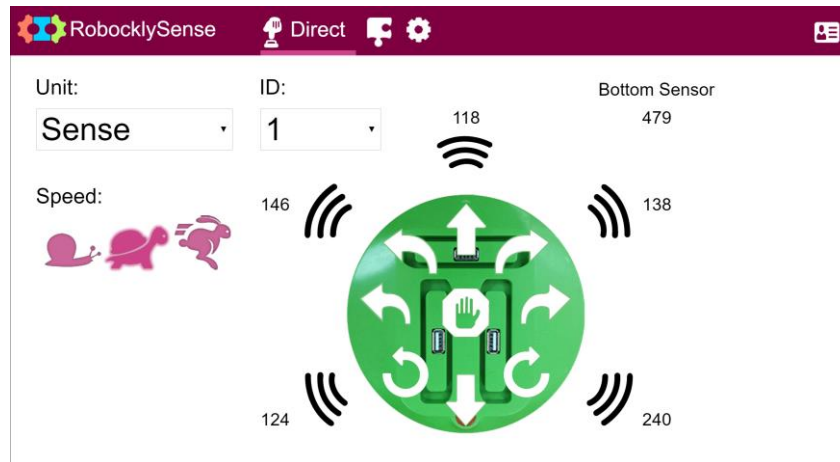 RobocklySense
Direct
Unit:
ID:
Bottom Sensor
Sense
1
118
479
Speed:
146
138
124
240